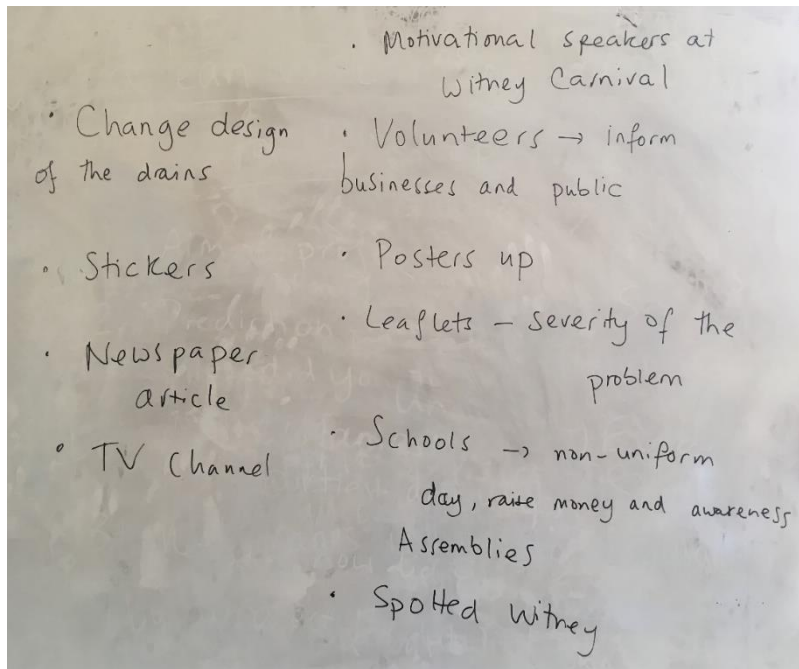 · Change design
of the drains
· Stickers
· Newspaper
article
· TV Channel
· Motivational speakers at
Witney Carnival
· Volunteers → inform
businesses and public
· Posters up
· Leaflets – severity of the
problem
· Schools → non-uniform
day, raise money and awareness
Assemblies
· Spotted Witney